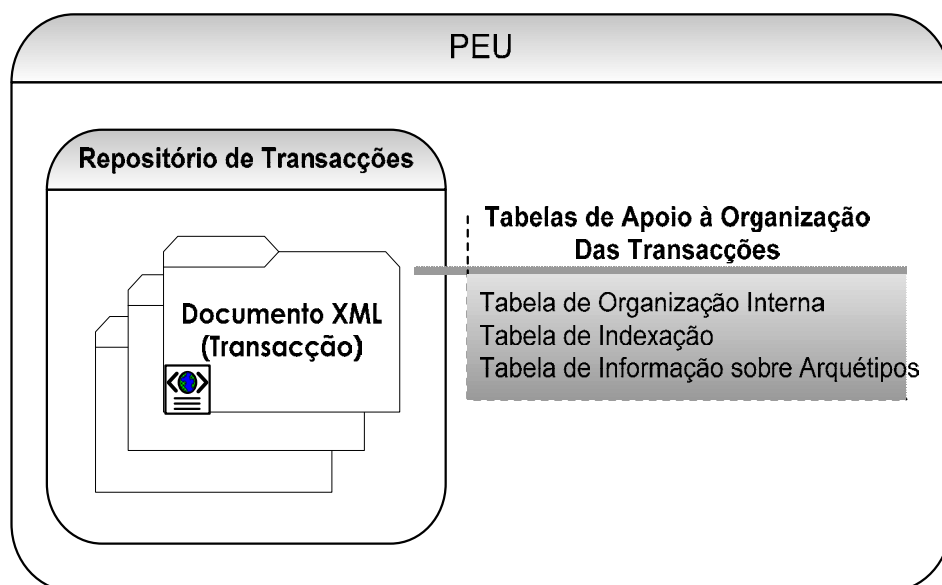 PEU
Repositório de Transacções
Documento XML
(Transacção)
Tabelas de Apoio à Organização
Das Transacções
Tabela de Organização Interna
Tabela de Indexação
Tabela de Informação sobre Arquétipos